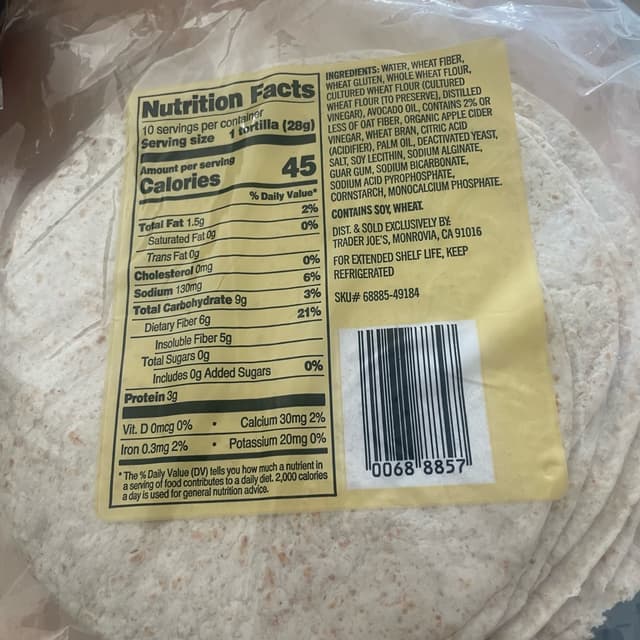 Nutrition Facts
10 servings per container
Serving size 1 tortilla (28g)
Amount per serving
Calories 45
% Daily Value*
Total Fat 1.5g 2%
Saturated Fat 0g 0%
Trans Fat 0g
Cholesterol 0mg 0%
Sodium 130mg 6%
Total Carbohydrate 9g 3%
Dietary Fiber 6g 21%
Insoluble Fiber 5g
Total Sugars 0g
Includes 0g Added Sugars 0%
Protein 3g
Vit. D 0mcg 0% • Calcium 30mg 2%
Iron 0.3mg 2% • Potassium 20mg 0%
* The % Daily Value (DV) tells you how much a nutrient in
a serving of food contributes to a daily diet. 2,000 calories
a day is used for general nutrition advice.
INGREDIENTS: WATER, WHEAT FIBER,
WHEAT GLUTEN, WHOLE WHEAT FLOUR,
CULTURED WHEAT FLOUR (CULTURED
WHEAT FLOUR (TO PRESERVE), DISTILLED
VINEGAR), AVOCADO OIL, CONTAINS 2% OR
LESS OF OAT FIBER, ORGANIC APPLE CIDER
VINEGAR, WHEAT BRAN, CITRIC ACID
(ACIDIFIER), PALM OIL, DEACTIVATED YEAST,
SALT, SOY LECITHIN, SODIUM ALGINATE,
GUAR GUM, SODIUM BICARBONATE,
SODIUM ACID PYROPHOSPHATE,
CORNSTARCH, MONOCALCIUM PHOSPHATE.
CONTAINS SOY, WHEAT.
DIST. & SOLD EXCLUSIVELY BY:
TRADER JOE'S, MONROVIA, CA 91016
FOR EXTENDED SHELF LIFE, KEEP
REFRIGERATED
SKU# 68885-49184
0068 8857